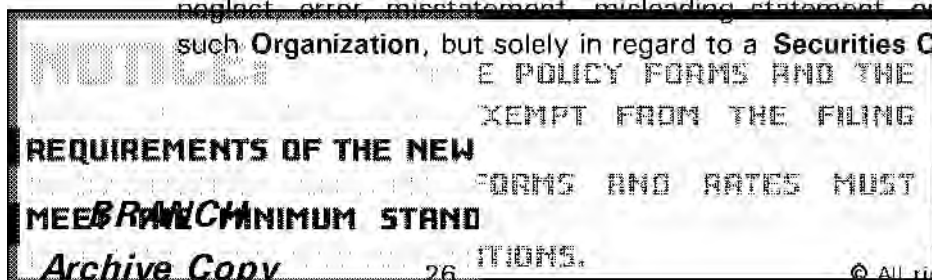 neglect, error, misstatement, misleading statement,
such Organization, but solely in regard to a Securities C
NOTICE:
E POLICY FORMS AND THE
XEMPT FROM THE FILING
REQUIREMENTS OF THE NEW
FORMS AND RATES MUST
MEET THE MINIMUM STAND
BRANCH
ITIONS.
Archive Copy 26 © All ri